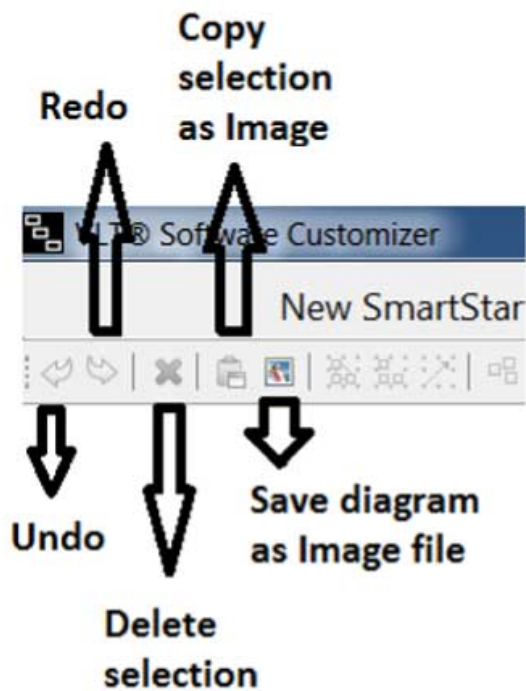 Copy
selection
as Image
Redo
VLT® Software Customizer
New SmartStar
Undo
Save diagram
as Image file
Delete
selection